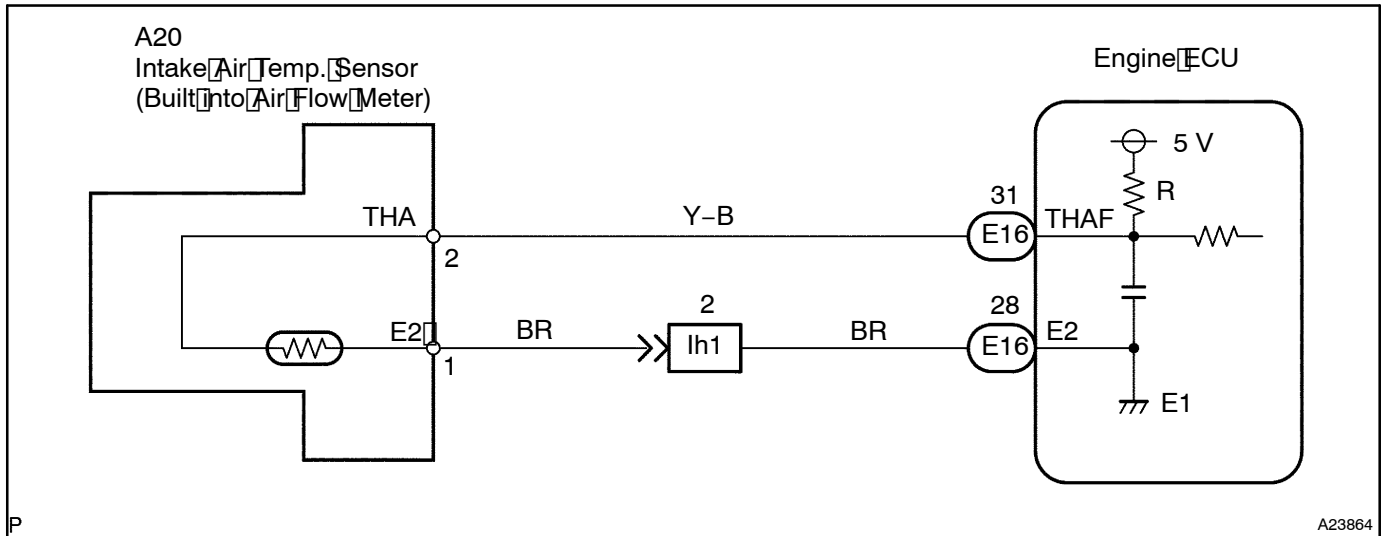 A20
Intake Air Temp. Sensor
(Built into Air Flow Meter)
Engine ECU
5 V
R
31
THA
Y–B
E16
THAF
2
2
28
E2
BR
Ih1
BR
E16
E2
1
E1
P
A23864